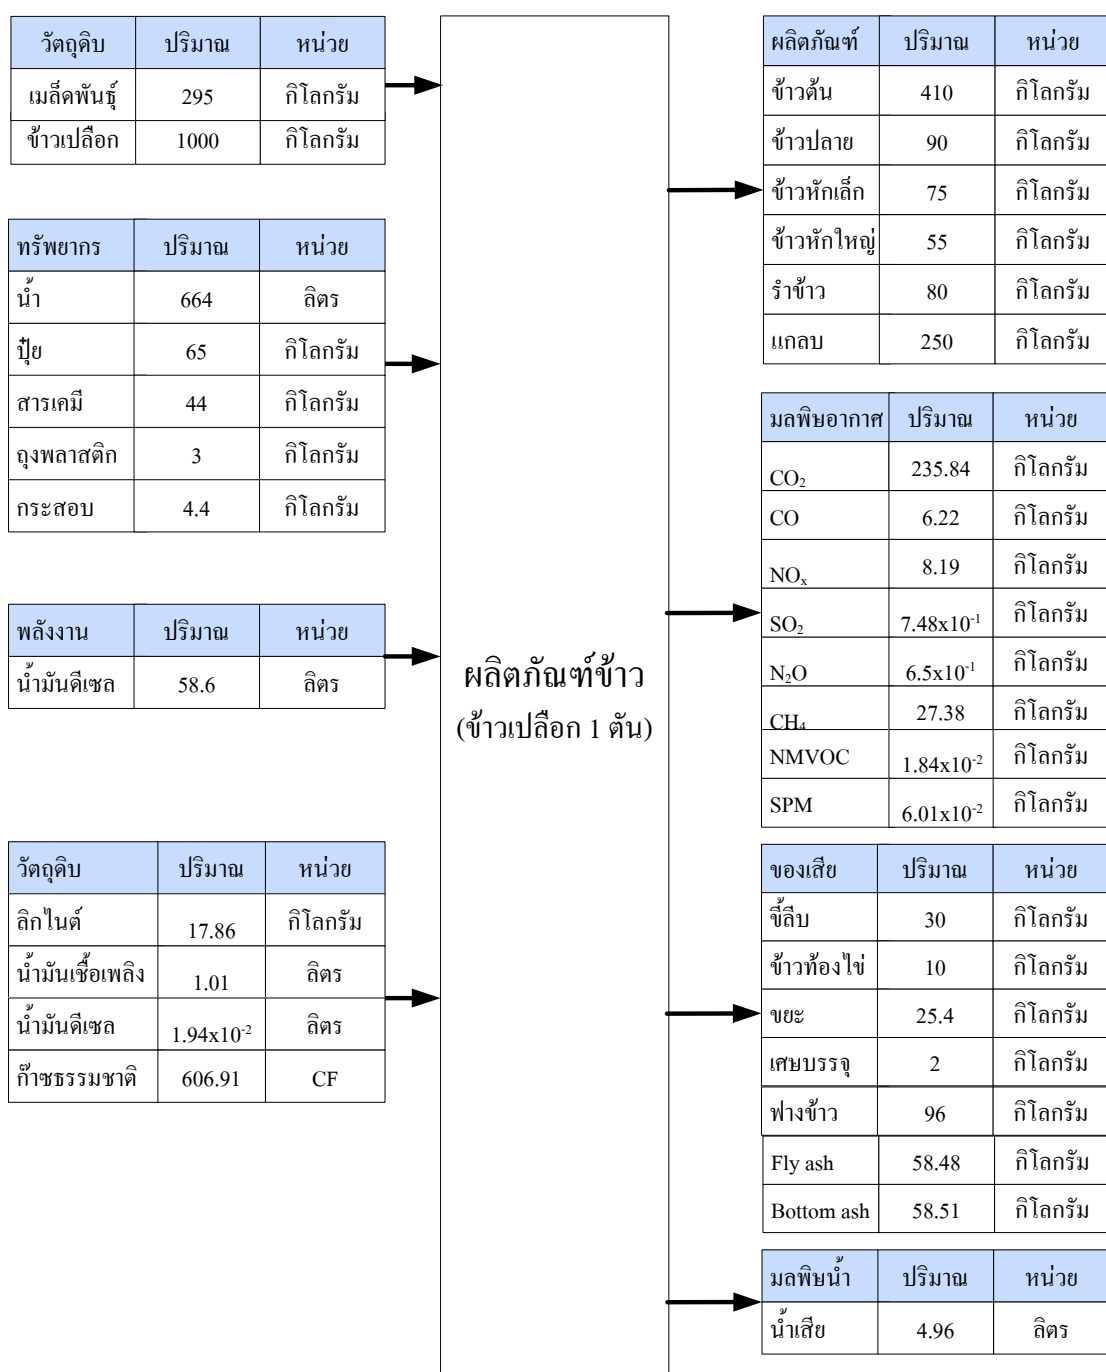 วัตถุดิบ ปริมาณ หน่วย
เมล็ดพันธุ์ 295 กิโลกรัม
ข้าวเปลือก 1000 กิโลกรัม
ทรัพยากร ปริมาณ หน่วย
น้ำ 664 ลิตร
ปุ๋ย 65 กิโลกรัม
สารเคมี 44 กิโลกรัม
ถุงพลาสติก 3 กิโลกรัม
กระสอบ 4.4 กิโลกรัม
พลังงาน ปริมาณ หน่วย
น้ำมันดีเซล 58.6 ลิตร
วัตถุดิบ ปริมาณ หน่วย
ลิกไนต์ 17.86 กิโลกรัม
น้ำมันเชื้อเพลิง 1.01 ลิตร
น้ำมันดีเซล 1.94x10⁻² ลิตร
ก๊าซธรรมชาติ 606.91 CF
ผลิตภัณฑ์ข้าว
(ข้าวเปลือก 1 ตัน)
ผลิตภัณฑ์ ปริมาณ หน่วย
ข้าวต้น 410 กิโลกรัม
ข้าวปลาย 90 กิโลกรัม
ข้าวหักเล็ก 75 กิโลกรัม
ข้าวหักใหญ่ 55 กิโลกรัม
รำข้าว 80 กิโลกรัม
แกลบ 250 กิโลกรัม
มลพิษอากาศ ปริมาณ หน่วย
CO₂ 235.84 กิโลกรัม
CO 6.22 กิโลกรัม
NOₓ 8.19 กิโลกรัม
SO₂ 7.48x10⁻¹ กิโลกรัม
N₂O 6.5x10⁻¹ กิโลกรัม
CH₄ 27.38 กิโลกรัม
NMVOC 1.84x10⁻² กิโลกรัม
SPM 6.01x10⁻² กิโลกรัม
ของเสีย ปริมาณ หน่วย
ขี้ลีบ 30 กิโลกรัม
ข้าวท้องไข่ 10 กิโลกรัม
ขยะ 25.4 กิโลกรัม
เศษบรรจุ 2 กิโลกรัม
ฟางข้าว 96 กิโลกรัม
Fly ash 58.48 กิโลกรัม
Bottom ash 58.51 กิโลกรัม
มลพิษน้ำ ปริมาณ หน่วย
น้ำเสีย 4.96 ลิตร